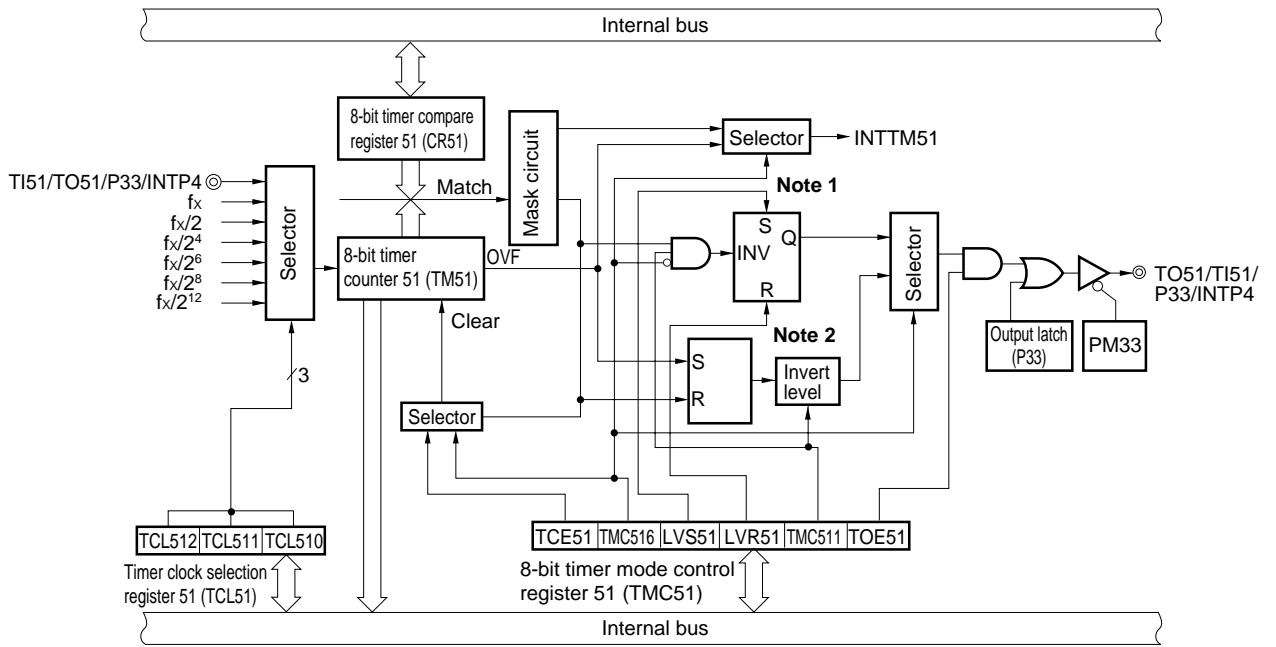 Internal bus
8-bit timer compare
register 51 (CR51)
Mask circuit
Selector
INTTM51
TI51/TO51/P33/INTP4
fX
fX/2
fX/2⁴
fX/2⁶
fX/2⁸
fX/2¹²
Selector
Match
Note 1
S
INV
Q
R
8-bit timer
counter 51 (TM51)
OVF
Clear
Selector
TO51/TI51/
P33/INTP4
Note 2
S
R
Invert
level
Output latch
(P33)
PM33
3
Selector
TCL512 TCL511 TCL510
Timer clock selection
register 51 (TCL51)
TCE51 TMC516 LVS51 LVR51 TMC511 TOE51
8-bit timer mode control
register 51 (TMC51)
Internal bus